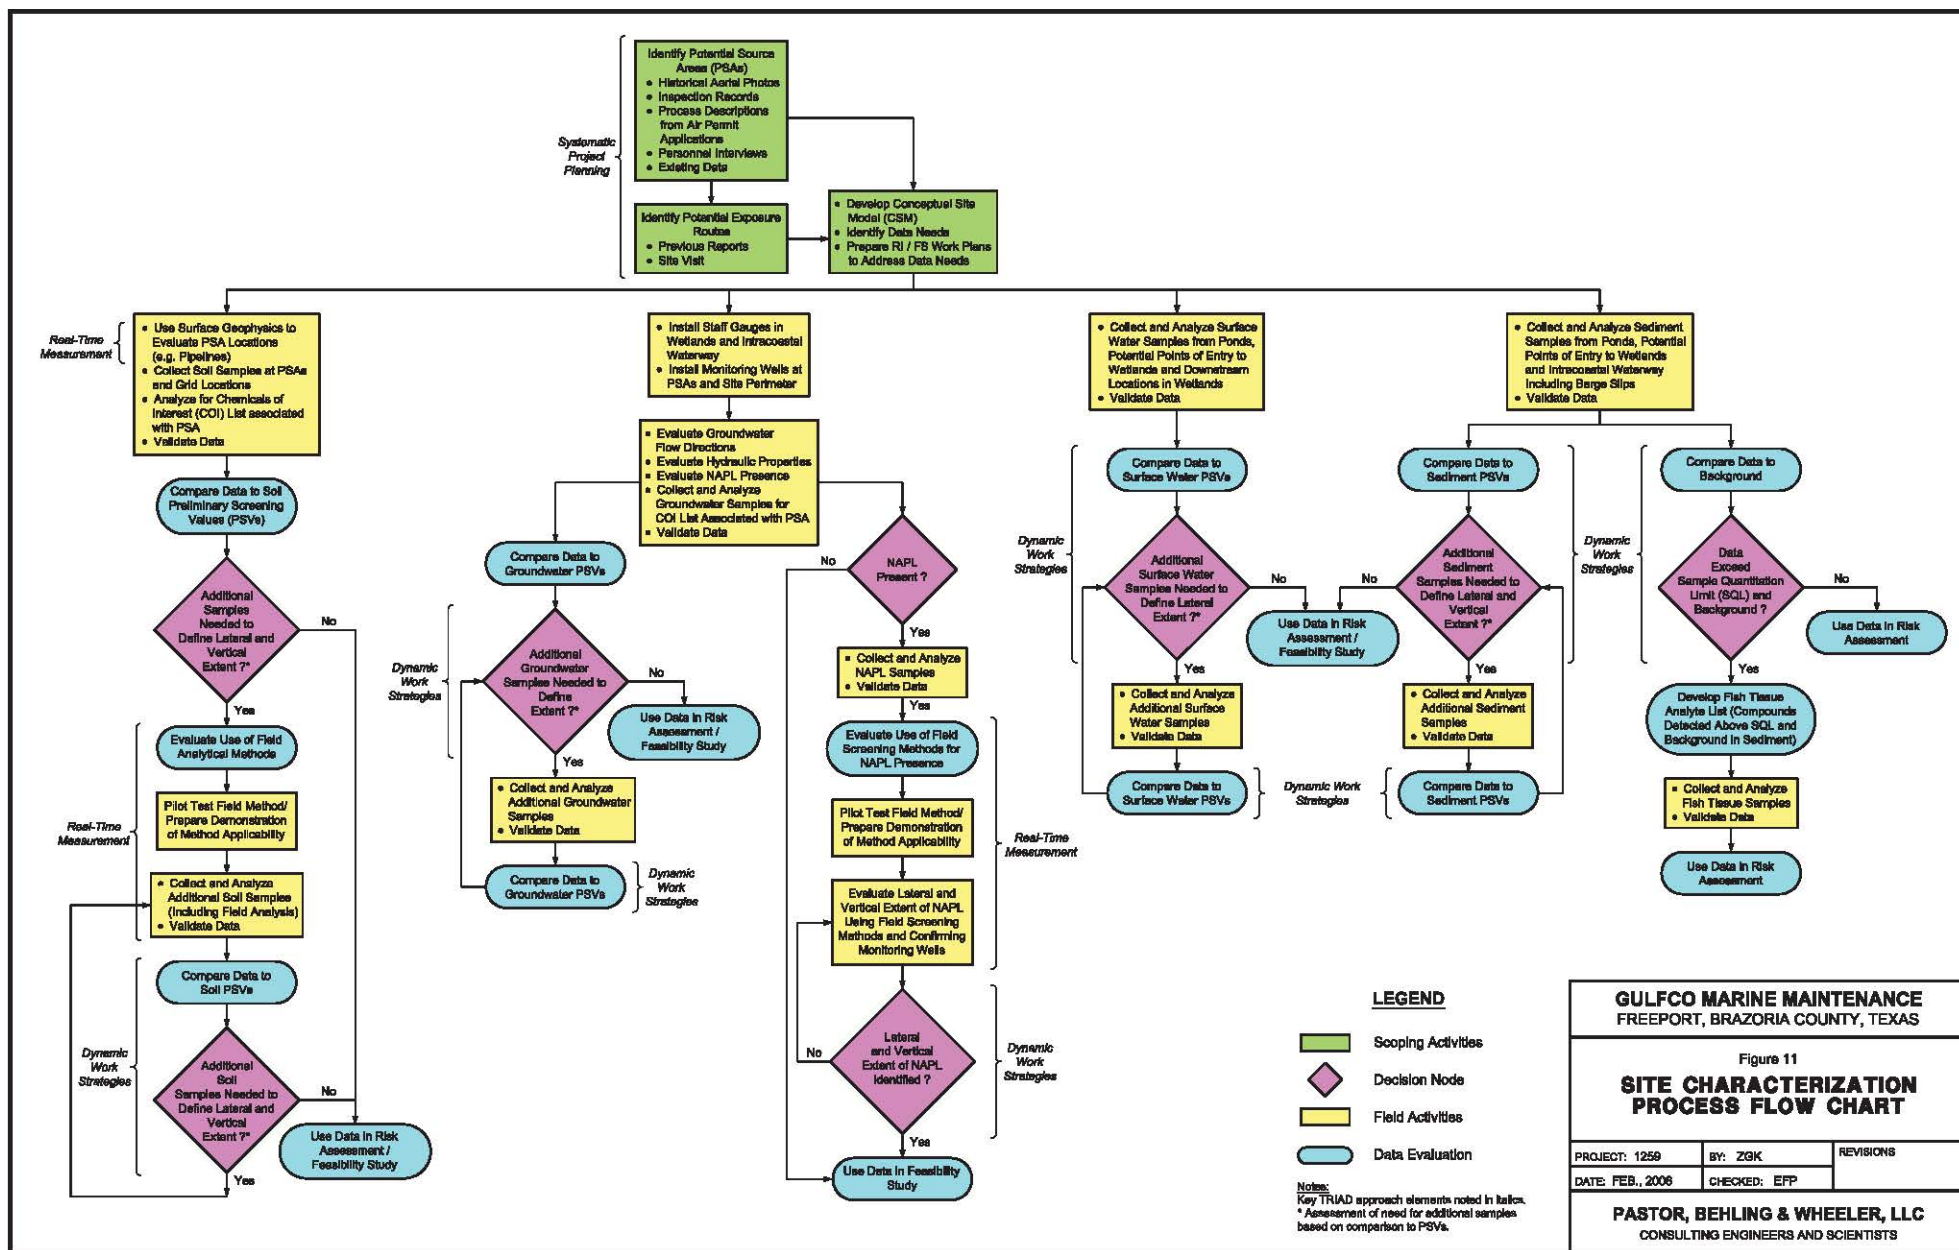 Identify Potential Source
Areas (PSAs)
• Historical Aerial Photos
• Inspection Records
• Process Descriptions
from Air Permit
Applications
• Personnel Interviews
• Existing Data
Systematic
Project
Planning
Identify Potential Exposure
Routes
• Previous Reports
• Site Visit
• Develop Conceptual Site
Model (CSM)
• Identify Data Needs
• Prepare RI / FS Work Plans
to Address Data Needs
Real-Time
Measurement
• Use Surface Geophysics to
Evaluate PSA Locations
(e.g. Pipelines)
• Collect Soil Samples at PSAs
and Grid Locations
• Analyze for Chemicals of
Interest (COI) List associated
with PSA
• Validate Data
Compare Data to Soil
Preliminary Screening
Values (PSVs)
Additional
Samples
Needed to
Define Lateral and
Vertical
Extent ?*
No
Yes
Evaluate Use of Field
Analytical Methods
Real-Time
Measurement
Pilot Test Field Method/
Prepare Demonstration
of Method Applicability
• Collect and Analyze
Additional Soil Samples
(Including Field Analysis)
• Validate Data
Compare Data to
Soil PSVs
Dynamic
Work
Strategies
Additional
Soil
Samples Needed to
Define Lateral and
Vertical
Extent ?*
No
Yes
Use Data in Risk
Assessment /
Feasibility Study
• Install Staff Gauges in
Wetlands and Intracoastal
Waterway
• Install Monitoring Wells at
PSAs and Site Perimeter
• Evaluate Groundwater
Flow Directions
• Evaluate Hydraulic Properties
• Evaluate NAPL Presence
• Collect and Analyze
Groundwater Samples for
COI List Associated with PSA
• Validate Data
Compare Data to
Groundwater PSVs
Dynamic
Work
Strategies
Additional
Groundwater
Samples Needed to
Define
Extent ?*
No
Yes
Use Data in Risk
Assessment /
Feasibility Study
• Collect and Analyze
Additional Groundwater
Samples
• Validate Data
Compare Data to
Groundwater PSVs
Dynamic
Work
Strategies
NAPL
Present ?
No
Yes
• Collect and Analyze
NAPL Samples
• Validate Data
Yes
Evaluate Use of Field
Screening Methods for
NAPL Presence
Pilot Test Field Method/
Prepare Demonstration
of Method Applicability
Real-Time
Measurement
Evaluate Lateral and
Vertical Extent of NAPL
Using Field Screening
Methods and Confirming
Monitoring Wells
Lateral
and Vertical
Extent of NAPL
Identified ?
No
Yes
Dynamic
Work
Strategies
Use Data in Feasibility
Study
• Collect and Analyze Surface
Water Samples from Ponds,
Potential Points of Entry to
Wetlands and Downstream
Locations in Wetlands
• Validate Data
Compare Data to
Surface Water PSVs
Dynamic
Work
Strategies
Additional
Surface Water
Samples Needed to
Define Lateral
Extent ?*
No
Yes
• Collect and Analyze
Additional Surface
Water Samples
• Validate Data
Compare Data to
Surface Water PSVs
Dynamic Work
Strategies
Use Data in Risk
Assessment /
Feasibility Study
• Collect and Analyze Sediment
Samples from Ponds, Potential
Points of Entry to Wetlands
and Intracoastal Waterway
Including Barge Slips
• Validate Data
Compare Data to
Sediment PSVs
Additional
Sediment
Samples Needed to
Define Lateral and
Vertical
Extent ?*
No
Yes
• Collect and Analyze
Additional Sediment
Samples
• Validate Data
Compare Data to
Sediment PSVs
Dynamic
Work
Strategies
Compare Data to
Background
Data
Exceed
Sample Quantitation
Limit (SQL) and
Background ?
No
Yes
Use Data in Risk
Assessment
Develop Fish Tissue
Analyte List (Compounds
Detected Above SQL and
Background in Sediment)
• Collect and Analyze
Fish Tissue Samples
• Validate Data
Use Data in Risk
Assessment
LEGEND
Scoping Activities
Decision Node
Field Activities
Data Evaluation
Notes:
Key TRIAD approach elements noted in italics.
* Assessment of need for additional samples
based on comparison to PSVs.
GULFCO MARINE MAINTENANCE
FREEPORT, BRAZORIA COUNTY, TEXAS
Figure 11
SITE CHARACTERIZATION
PROCESS FLOW CHART
PROJECT: 1259
BY: ZGK
REVISIONS
DATE: FEB., 2006
CHECKED: EFP
PASTOR, BEHLING & WHEELER, LLC
CONSULTING ENGINEERS AND SCIENTISTS